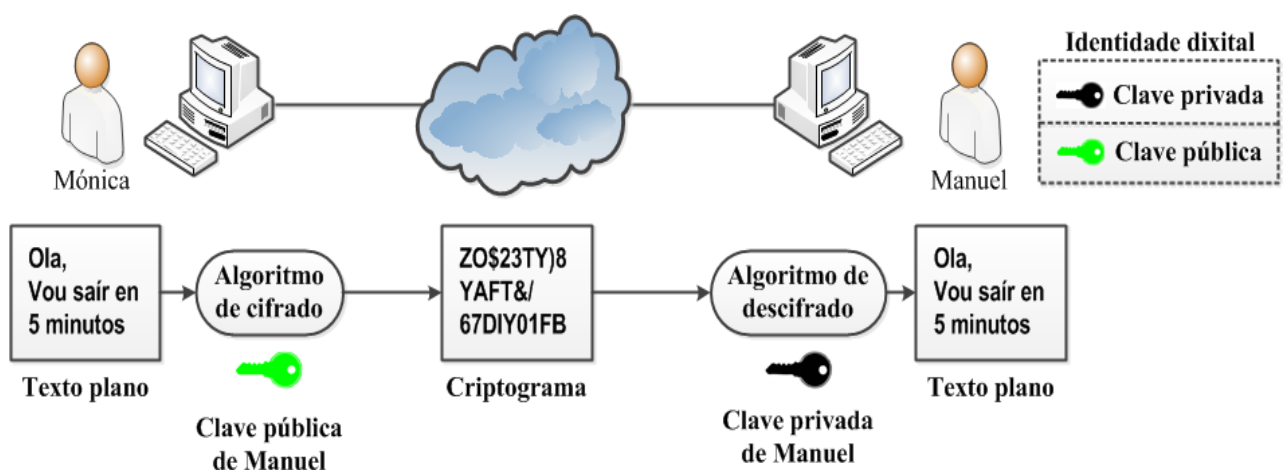 Identidade dixital
Clave privada
Clave pública
Mónica
Manuel
Ola,
Vou saír en
5 minutos
Texto plano
Algoritmo
de cifrado
Clave pública
de Manuel
ZO$23TY)8
YAFT&/
67DIY01FB
Criptograma
Algoritmo de
descifrado
Clave privada
de Manuel
Ola,
Vou saír en
5 minutos
Texto plano